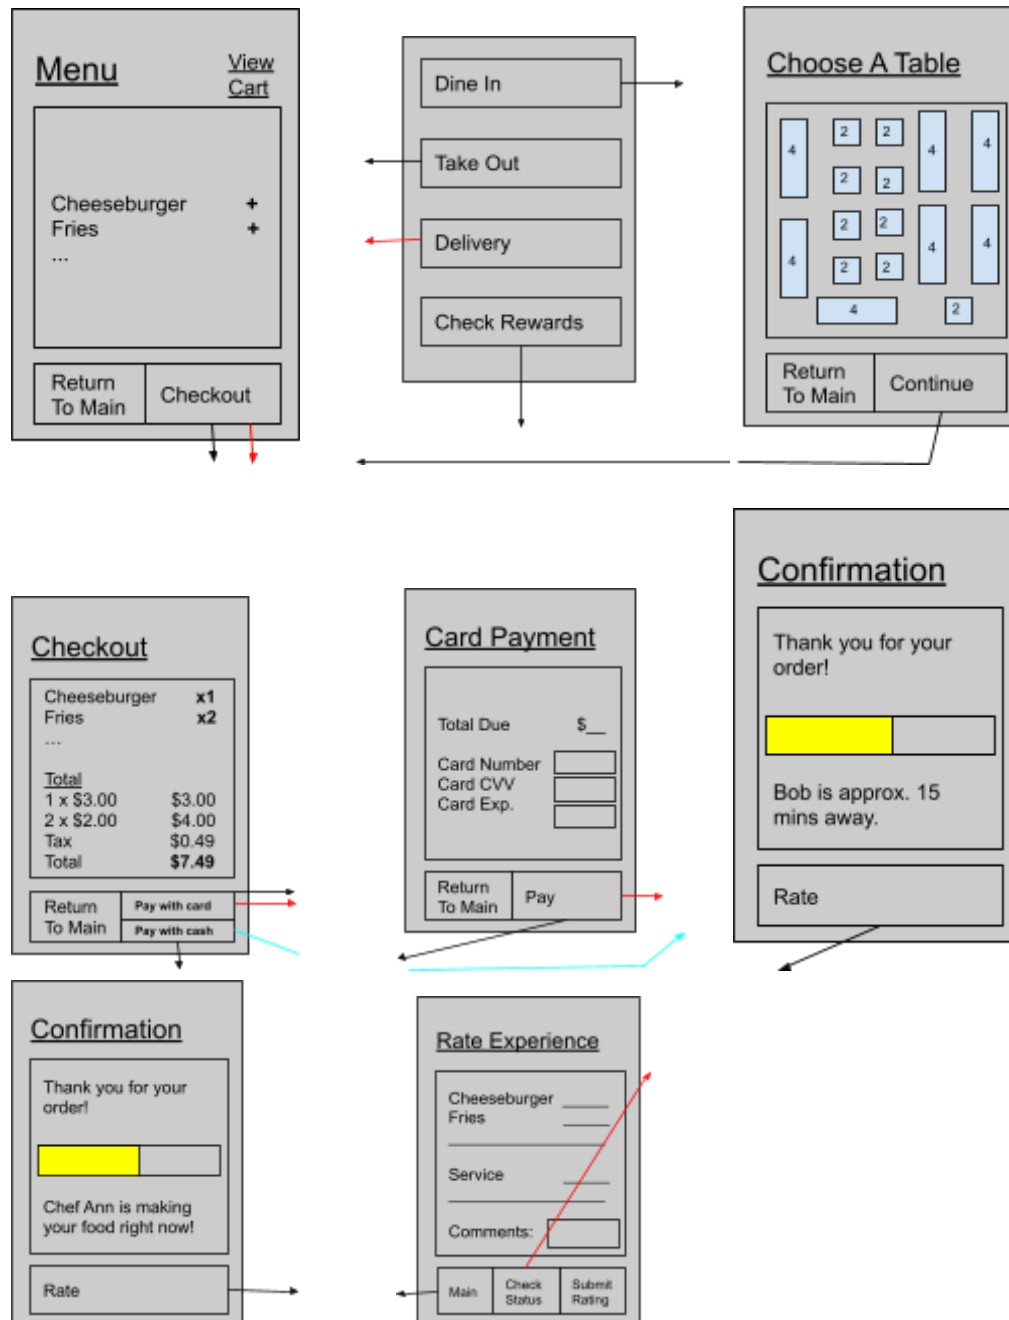 Menu
View
Cart
Cheeseburger +
Fries +
...
Return
To Main
Checkout
Dine In
Take Out
Delivery
Check Rewards
Choose A Table
4 2 2 4 4
2 2
4 2 2 4 4
2 2
4 2
Return
To Main
Continue
Checkout
Cheeseburger x1
Fries x2
...
Total
1 x $3.00 $3.00
2 x $2.00 $4.00
Tax $0.49
Total $7.49
Return
To Main
Pay with card
Pay with cash
Card Payment
Total Due $__
Card Number
Card CVV
Card Exp.
Return
To Main
Pay
Confirmation
Thank you for your
order!
Bob is approx. 15
mins away.
Rate
Confirmation
Thank you for your
order!
Chef Ann is making
your food right now!
Rate
Rate Experience
Cheeseburger ____
Fries ____
Service ____
Comments:
Main
Check
Status
Submit
Rating